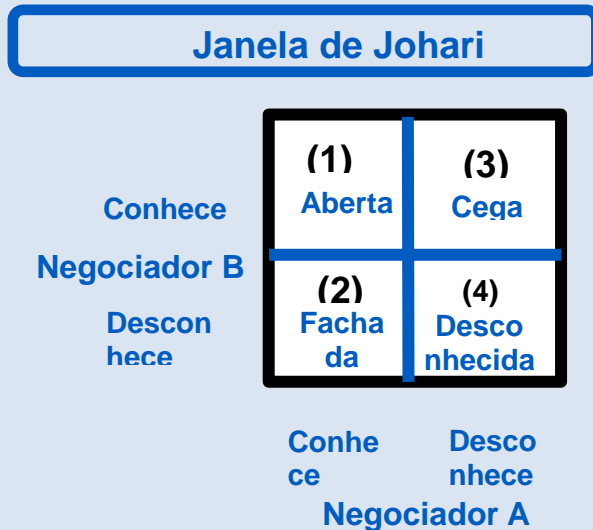 Janela de Johari
(1)
Aberta
(3)
Cega
Conhece
Negociador B
Descon
hece
(2)
Facha
da
(4)
Desco
nhecida
Conhe
ce
Desco
nhece
Negociador A